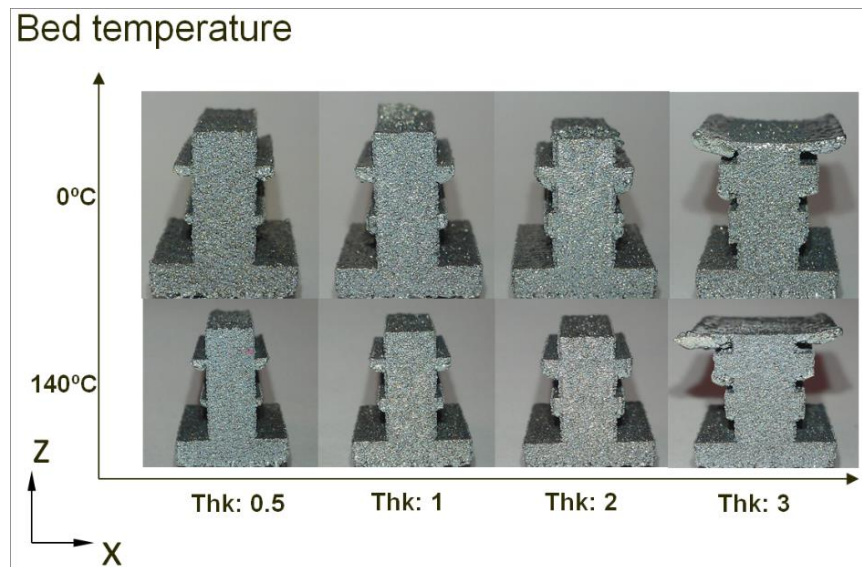 Bed temperature
0ºC
140ºC
Z
X
Thk: 0.5
Thk: 1
Thk: 2
Thk: 3